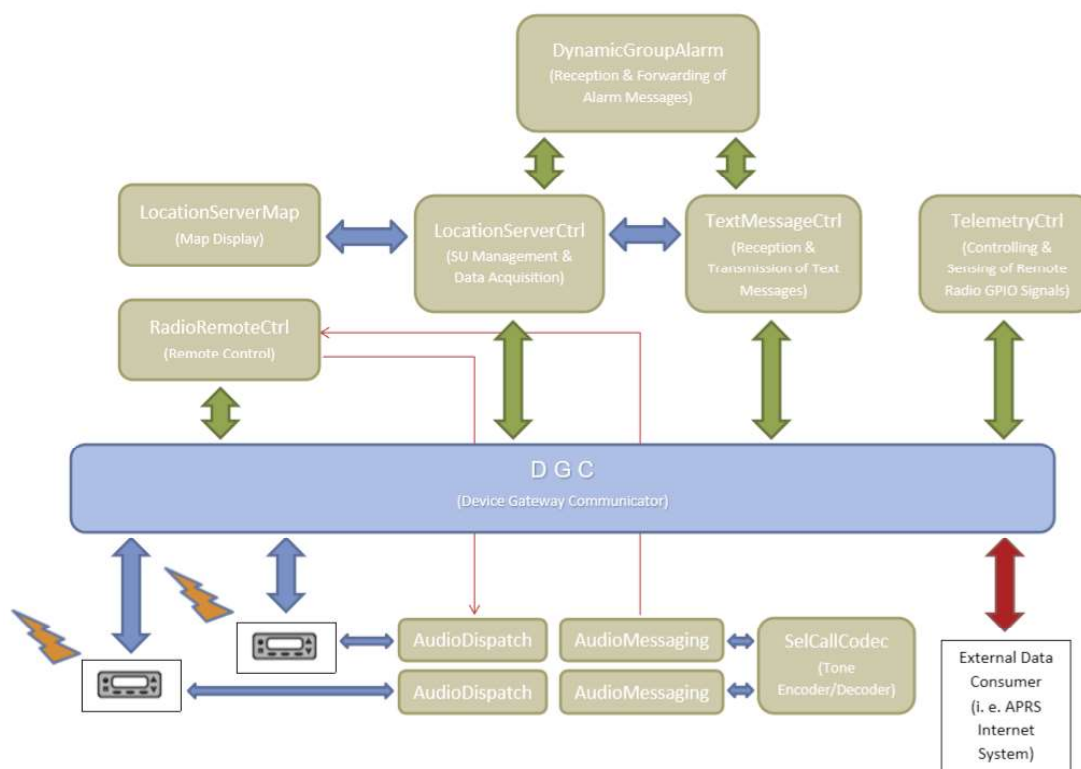 DynamicGroupAlarm
(Reception & Forwarding of
Alarm Messages)
LocationServerMap
(Map Display)
LocationServerCtrl
(SU Management &
Data Acquisition)
TextMessageCtrl
(Reception &
Transmission of Text
Messages)
TelemetryCtrl
(Controlling &
Sensing of Remote
Radio GPIO Signals)
RadioRemoteCtrl
(Remote Control)
D G C
(Device Gateway Communicator)
AudioDispatch
AudioMessaging
SelCallCodec
(Tone
Encoder/Decoder)
AudioDispatch
AudioMessaging
External Data
Consumer
(i. e. APRS
Internet
System)